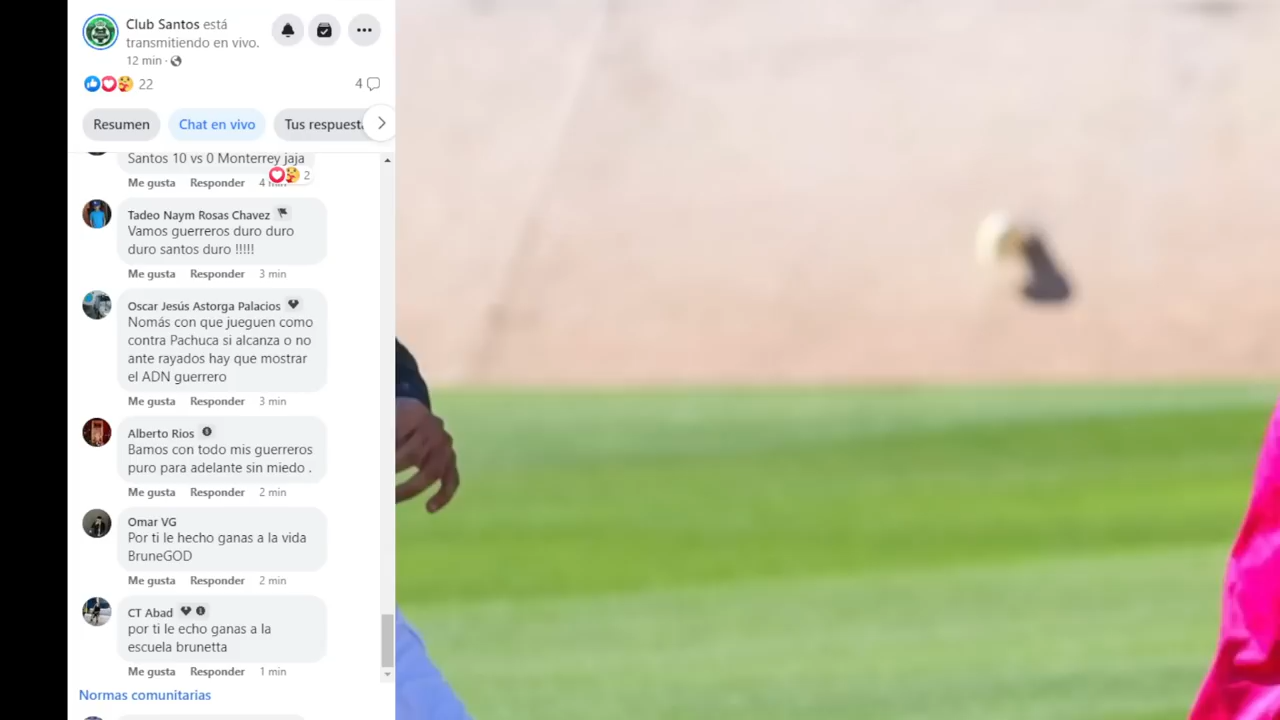 Club Santos está
transmitiendo en vivo.
12 min ·
22
4
Resumen
Chat en vivo
Tus respuest
Santos 10 vs 0 Monterrey jaja
2
Me gusta Responder 4 min
Tadeo Naym Rosas Chavez
Vamos guerreros duro duro
duro santos duro !!!!!
Me gusta Responder 3 min
Oscar Jesús Astorga Palacios
Nomás con que jueguen como
contra Pachuca si alcanza o no
ante rayados hay que mostrar
el ADN guerrero
Me gusta Responder 3 min
Alberto Rios
Bamos con todo mis guerreros
puro para adelante sin miedo .
Me gusta Responder 2 min
Omar VG
Por ti le hecho ganas a la vida
BruneGOD
Me gusta Responder 2 min
CT Abad
por ti le echo ganas a la
escuela brunetta
Me gusta Responder 1 min
Normas comunitarias